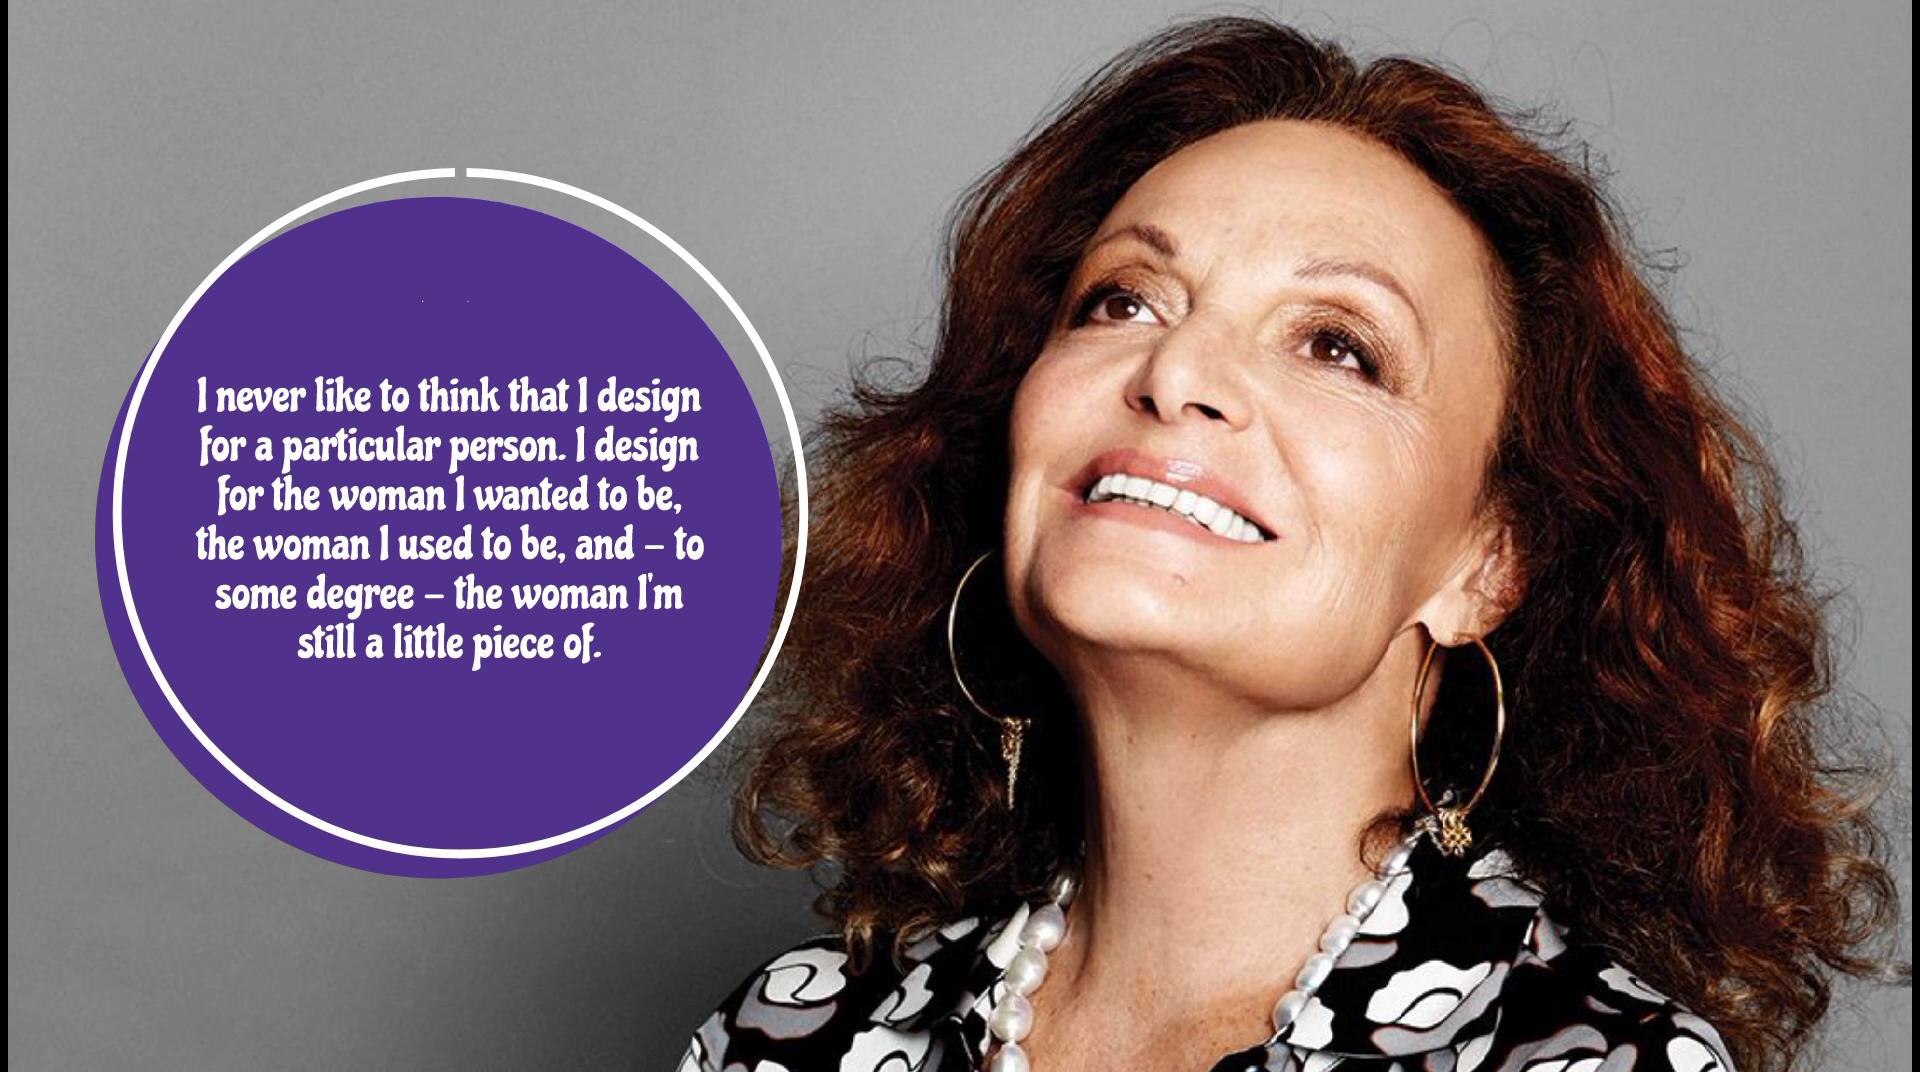 I never like to think that I design
for a particular person. I design
for the woman I wanted to be,
the woman I used to be, and – to
some degree – the woman I'm
still a little piece of.